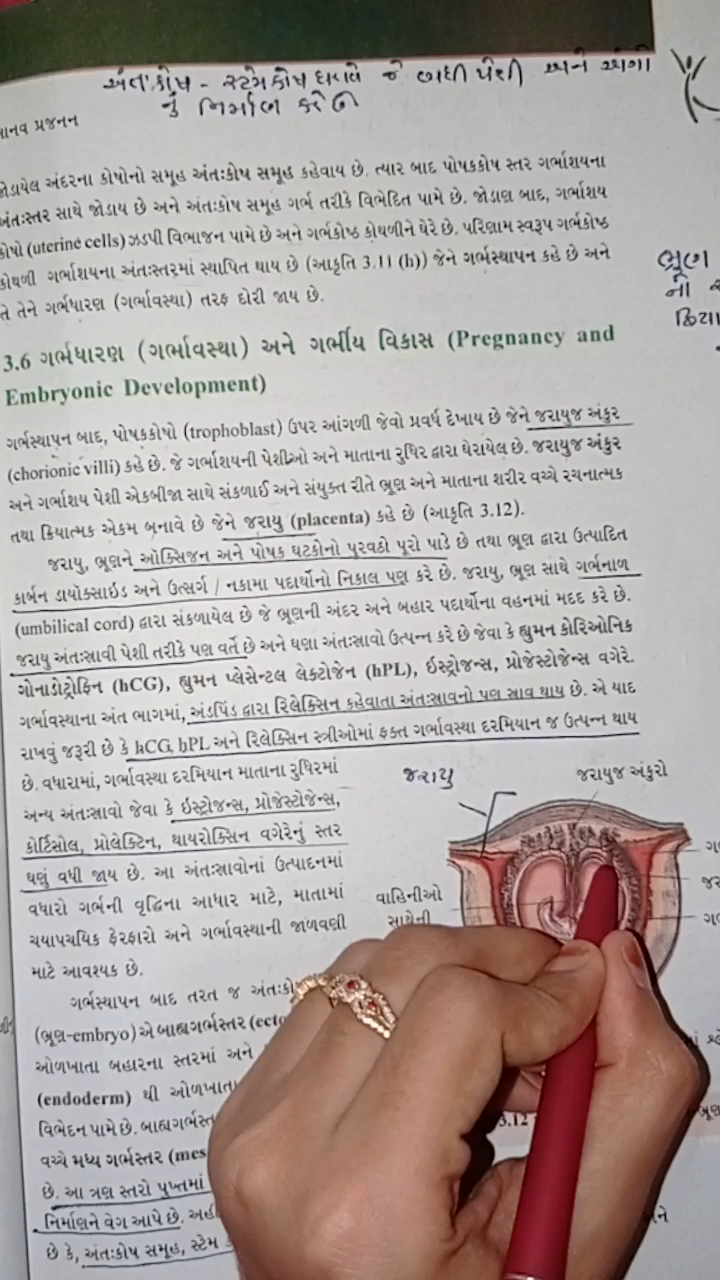 અંતઃકોષ - સ્ટેમકોષ ધરાવે જે બધી પેશી અને અંગો
નું નિર્માણ કરે
માનવ પ્રજનન
જોડાયેલ અંદરના કોષોનો સમૂહ અંતઃકોષ સમૂહ કહેવાય છે. ત્યાર બાદ પોષકકોષ સ્તર ગર્ભાશયના
અંતઃસ્તર સાથે જોડાય છે અને અંતઃકોષ સમૂહ ગર્ભ તરીકે વિભેદિત પામે છે. જોડાણ બાદ, ગર્ભાશય
કોષો (uterine cells) ઝડપી વિભાજન પામે છે અને ગર્ભકોષ્ઠ કોથળીને ઘેરે છે. પરિણામ સ્વરૂપ ગર્ભકોષ્ઠ
કોથળી ગર્ભાશયના અંતઃસ્તરમાં સ્થાપિત થાય છે (આકૃતિ 3.11 (h)) જેને ગર્ભસ્થાપન કહે છે અને
તે તેને ગર્ભધારણ (ગર્ભાવસ્થા) તરફ દોરી જાય છે.
ભ્રૂણ
ની
ક્રિયા
3.6 ગર્ભધારણ (ગર્ભાવસ્થા) અને ગર્ભીય વિકાસ (Pregnancy and
Embryonic Development)
ગર્ભસ્થાપન બાદ, પોષકકોષો (trophoblast) ઉપર આંગળી જેવો પ્રવર્ધ દેખાય છે જેને જરાયુજ અંકુર
(chorionic villi) કહે છે. જે ગર્ભાશયની પેશીઓ અને માતાના રુધિર દ્વારા ઘેરાયેલ છે. જરાયુજ અંકુર
અને ગર્ભાશય પેશી એકબીજા સાથે સંકળાઈ અને સંયુક્ત રીતે ભ્રૂણ અને માતાના શરીર વચ્ચે રચનાત્મક
તથા ક્રિયાત્મક એકમ બનાવે છે જેને જરાયુ (placenta) કહે છે (આકૃતિ 3.12).
જરાયુ, ભ્રૂણને ઑક્સિજન અને પોષક ઘટકોનો પુરવઠો પૂરો પાડે છે તથા ભ્રૂણ દ્વારા ઉત્પાદિત
કાર્બન ડાયૉક્સાઇડ અને ઉત્સર્ગ / નકામા પદાર્થોનો નિકાલ પણ કરે છે. જરાયુ, ભ્રૂણ સાથે ગર્ભનાળ
(umbilical cord) દ્વારા સંકળાયેલ છે જે ભ્રૂણની અંદર અને બહાર પદાર્થોના વહનમાં મદદ કરે છે.
જરાયુ અંતઃસ્રાવી પેશી તરીકે પણ વર્તે છે અને ઘણા અંતઃસ્રાવો ઉત્પન્ન કરે છે જેવા કે હ્યુમન કોરિઓનિક
ગોનાડોટ્રોફિન (hCG), હ્યુમન પ્લેસેન્ટલ લેક્ટોજેન (hPL), ઇસ્ટ્રોજન્સ, પ્રોજેસ્ટોજેન્સ વગેરે.
ગર્ભાવસ્થાના અંત ભાગમાં, અંડપિંડ દ્વારા રિલેક્સિન કહેવાતા અંતઃસ્રાવનો પણ સ્રાવ થાય છે. એ યાદ
રાખવું જરૂરી છે કે hCG, hPL અને રિલેક્સિન સ્ત્રીઓમાં ફક્ત ગર્ભાવસ્થા દરમિયાન જ ઉત્પન્ન થાય
છે. વધારામાં, ગર્ભાવસ્થા દરમિયાન માતાના રુધિરમાં
અન્ય અંતઃસ્રાવો જેવા કે ઇસ્ટ્રોજન્સ, પ્રોજેસ્ટોજેન્સ,
કોર્ટિસોલ, પ્રોલેક્ટિન, થાયરોક્સિન વગેરેનું સ્તર
ઘણું વધી જાય છે. આ અંતઃસ્રાવોનાં ઉત્પાદનમાં
વધારો ગર્ભની વૃદ્ધિના આધાર માટે, માતામાં
ચયાપચયિક ફેરફારો અને ગર્ભાવસ્થાની જાળવણી
માટે આવશ્યક છે.
ગર્ભસ્થાપન બાદ તરત જ અંતઃકો
(ભ્રૂણ-embryo) એ બાહ્યગર્ભસ્તર (ect
ઓળખાતા બહારના સ્તરમાં અને
(endoderm) થી ઓળખાતા
વિભેદન પામે છે. બાહ્યગર્ભસ્ત
વચ્ચે મધ્ય ગર્ભસ્તર (mes
છે. આ ત્રણ સ્તરો પુખ્તમાં
નિર્માણને વેગ આપે છે. અહીં
છે કે, અંતઃકોષ સમૂહ, સ્ટેમ
જરાયુ
જરાયુજ અંકુરો
વાહિનીઓ
સાથેની
3.12